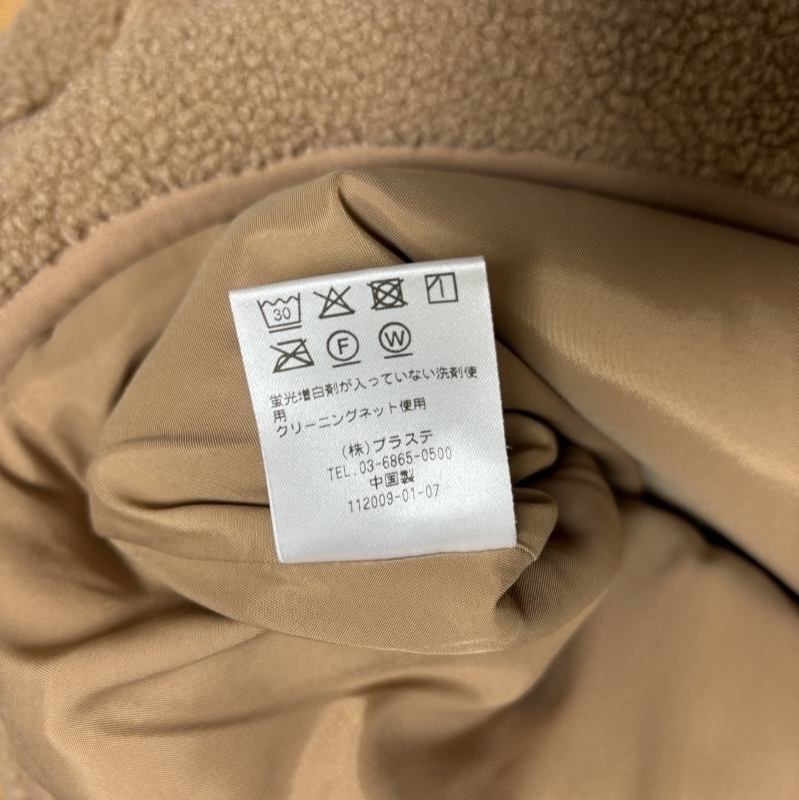 30
F W
蛍光増白剤が入っていない洗剤使
用
クリーニングネット使用
(株)プラステ
TEL.03-6865-0500
中国製
112009-01-07